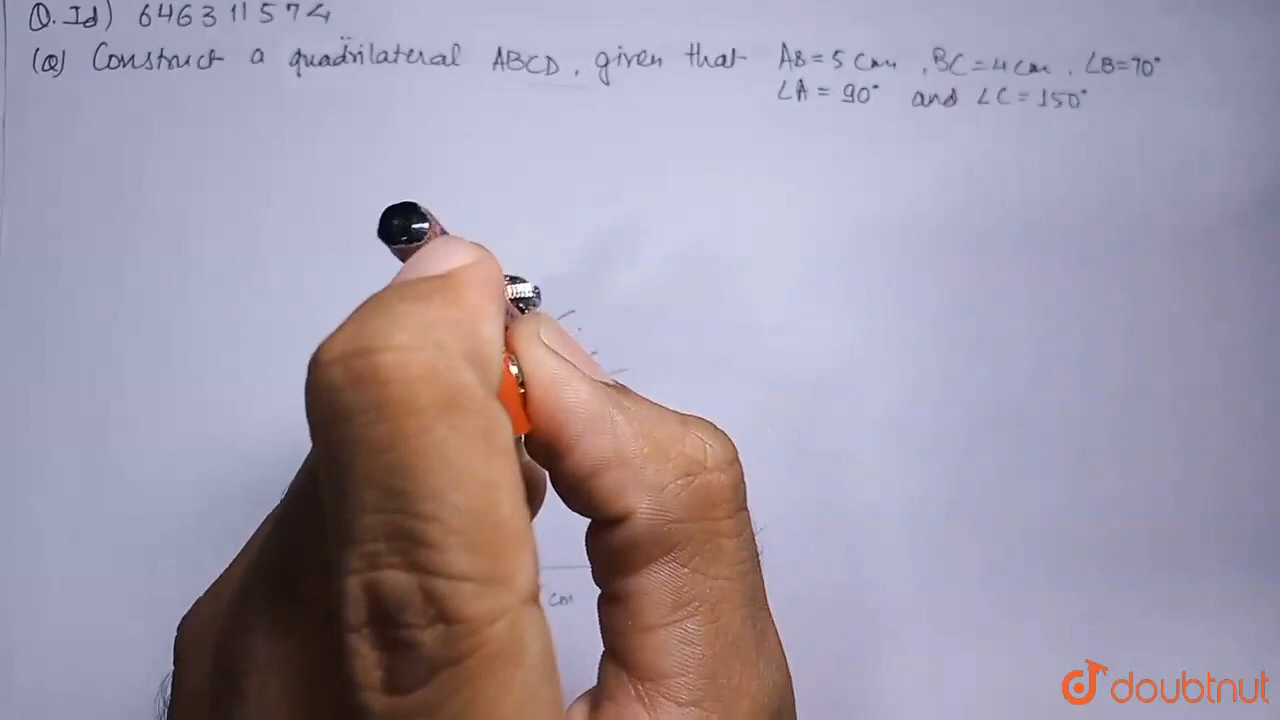 Q. Id) 646311574
(Q) Construct a quadrilateral ABCD, given that AB = 5 cm, BC = 4 cm, ∠B = 70°
∠A = 90° and ∠C = 150°
cm
doubtnut